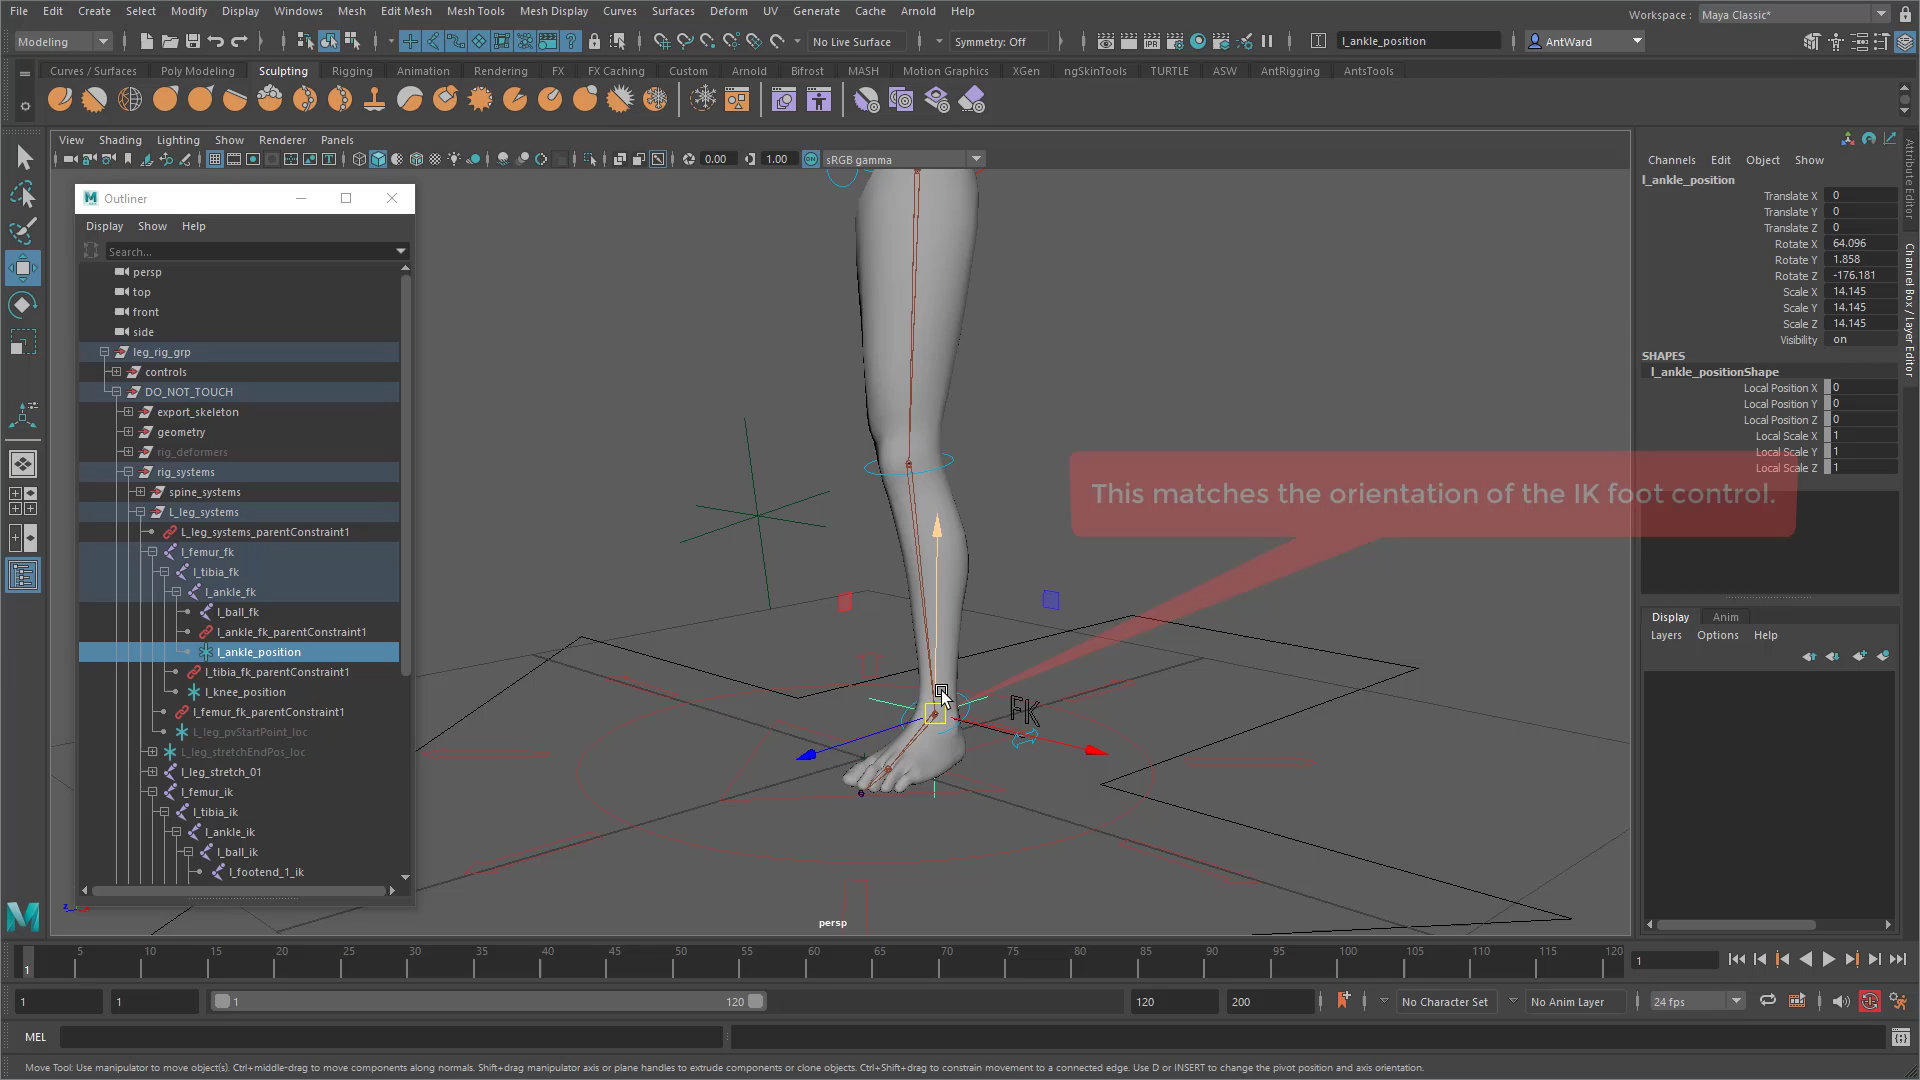 File Edit Create Select Modify Display Windows Mesh Edit Mesh Mesh Tools Mesh Display Curves Surfaces Deform UV Generate Cache Arnold Help
Workspace : Maya Classic*
Modeling No Live Surface Symmetry: Off l_ankle_position AntWard
Curves / Surfaces Poly Modeling Sculpting Rigging Animation Rendering FX FX Caching Custom Arnold Bifrost MASH Motion Graphics XGen ngSkinTools TURTLE ASW AntRigging AntsTools
View Shading Lighting Show Renderer Panels
0.00 1.00 sRGB gamma
Outliner
Display Show Help
Search...
persp
top
front
side
leg_rig_grp
controls
DO_NOT_TOUCH
export_skeleton
geometry
rig_deformers
rig_systems
spine_systems
L_leg_systems
L_leg_systems_parentConstraint1
l_femur_fk
l_tibia_fk
l_ankle_fk
l_ball_fk
l_ankle_fk_parentConstraint1
l_ankle_position
l_tibia_fk_parentConstraint1
l_knee_position
l_femur_fk_parentConstraint1
L_leg_pvStartPoint_loc
L_leg_stretchEndPos_loc
l_leg_stretch_01
l_femur_ik
l_tibia_ik
l_ankle_ik
l_ball_ik
l_footend_1_ik
This matches the orientation of the IK foot control.
FK
persp
Channels Edit Object Show
l_ankle_position
Translate X 0
Translate Y 0
Translate Z 0
Rotate X 64.096
Rotate Y 1.858
Rotate Z -176.181
Scale X 14.145
Scale Y 14.145
Scale Z 14.145
Visibility on
SHAPES
l_ankle_positionShape
Local Position X 0
Local Position Y 0
Local Position Z 0
Local Scale X 1
Local Scale Y 1
Local Scale Z 1
Attribute Editor
Channel Box / Layer Editor
Display Anim
Layers Options Help
5 10 15 20 25 30 35 40 45 50 55 60 65 70 75 80 85 90 95 100 105 110 115 120
1 1
1 1 1 120 120 200 No Character Set No Anim Layer 24 fps
MEL
Move Tool: Use manipulator to move object(s). Ctrl+middle-drag to move components along normals. Shift+drag manipulator axis or plane handles to extrude components or clone objects. Ctrl+Shift+drag to constrain movement to a connected edge. Use D or INSERT to change the pivot position and axis orientation.